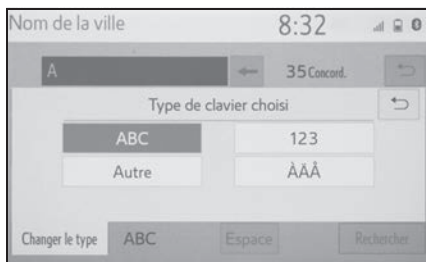 Nom de la ville 8:32
A 35 Concord.
Type de clavier choisi
ABC 123
Autre ÀÄÅ
Changer le type ABC Espace Rechercher